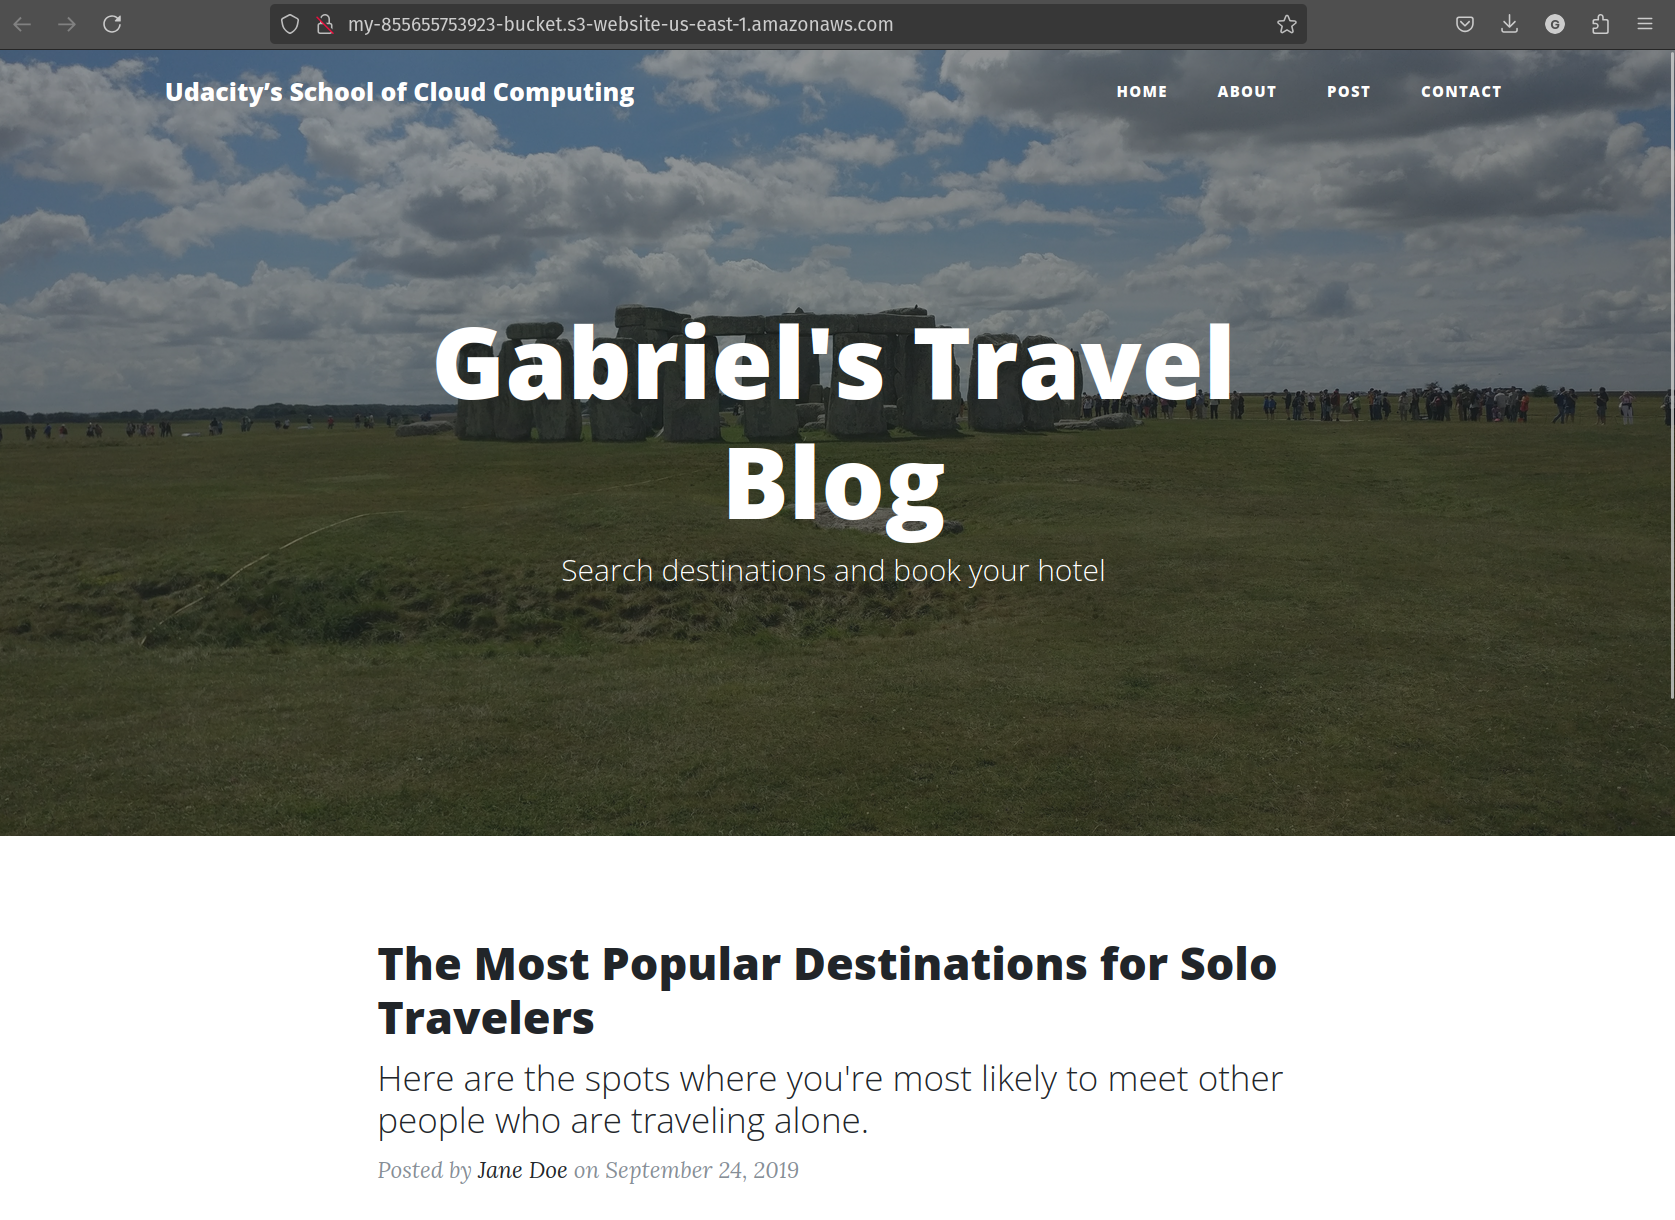 my-855655753923-bucket.s3-website-us-east-1.amazonaws.com
G
Udacity’s School of Cloud Computing
HOME ABOUT POST CONTACT
Gabriel's Travel
Blog
Search destinations and book your hotel
The Most Popular Destinations for Solo
Travelers
Here are the spots where you're most likely to meet other
people who are traveling alone.
Posted by Jane Doe on September 24, 2019